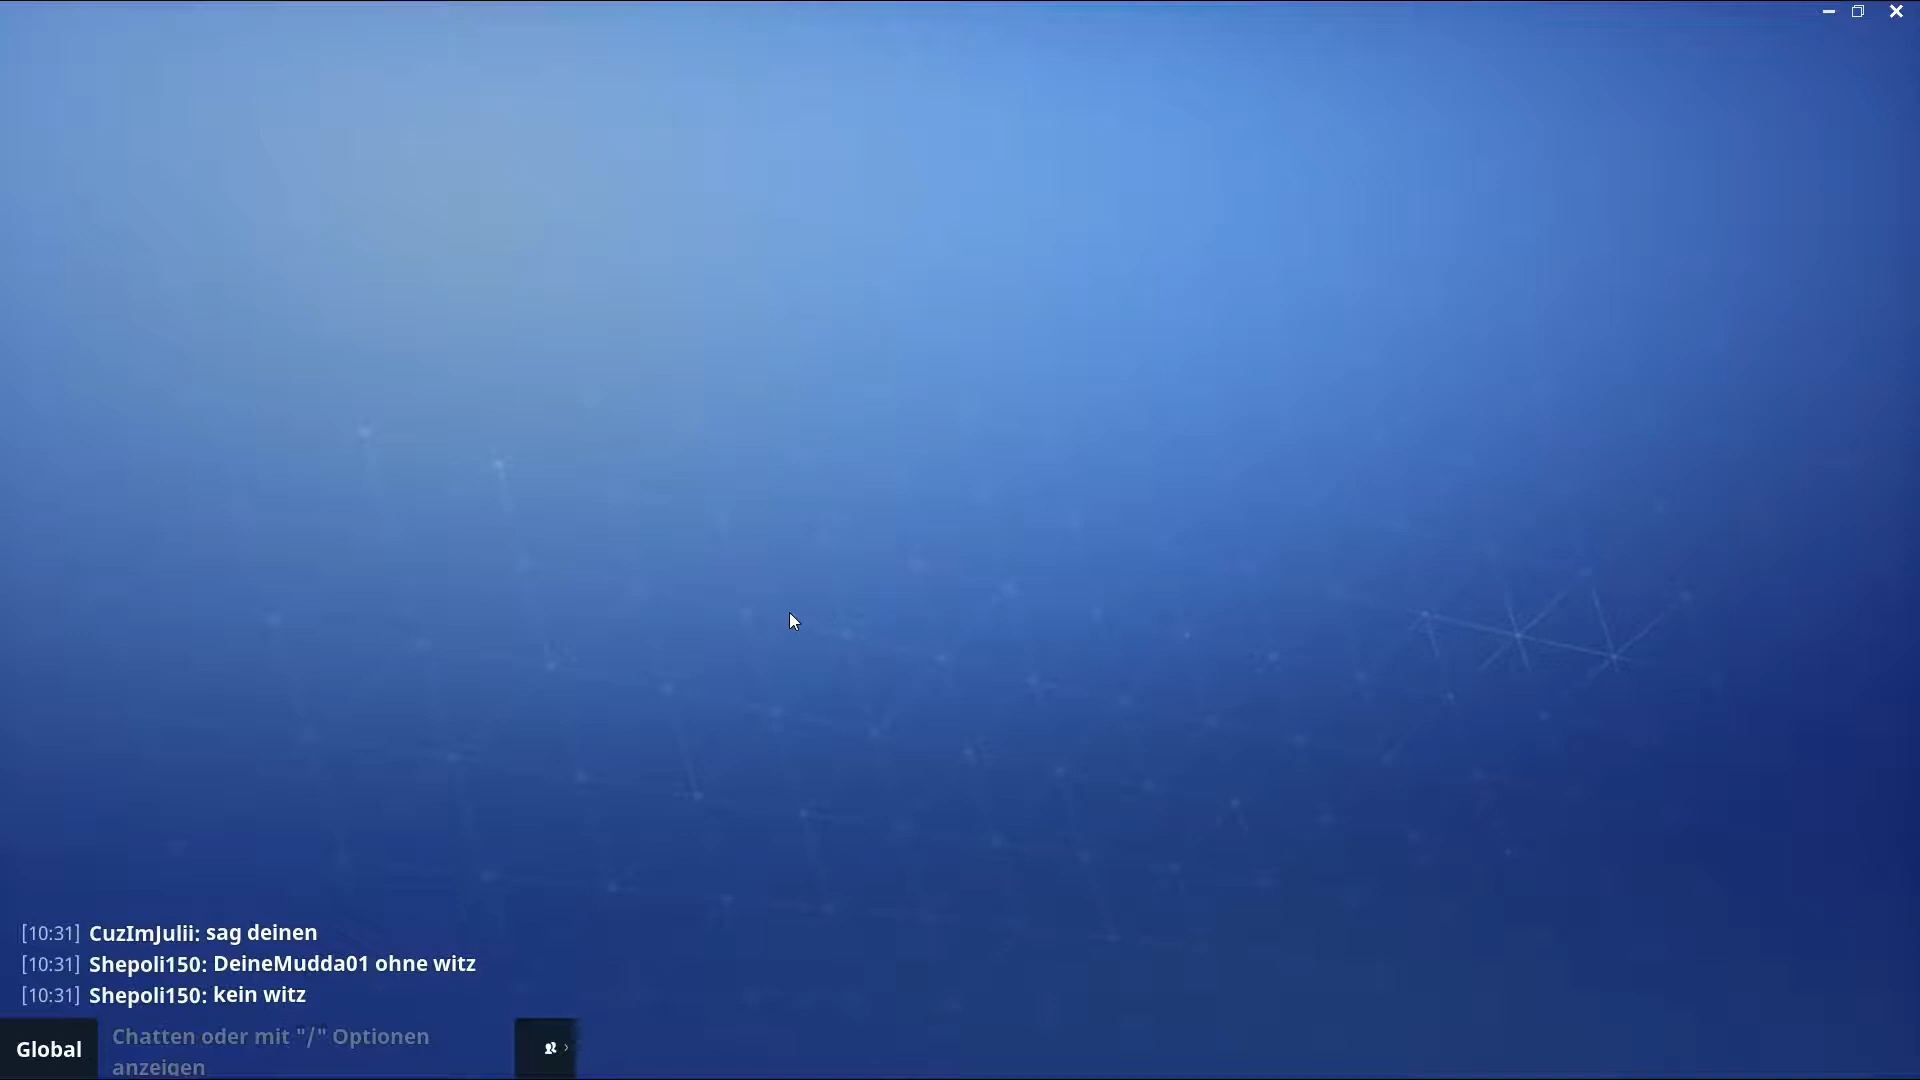 [10:31] CuzImJulii: sag deinen
[10:31] Shepoli150: DeineMudda01 ohne witz
[10:31] Shepoli150: kein witz
Global
Chatten oder mit "/" Optionen
anzeigen